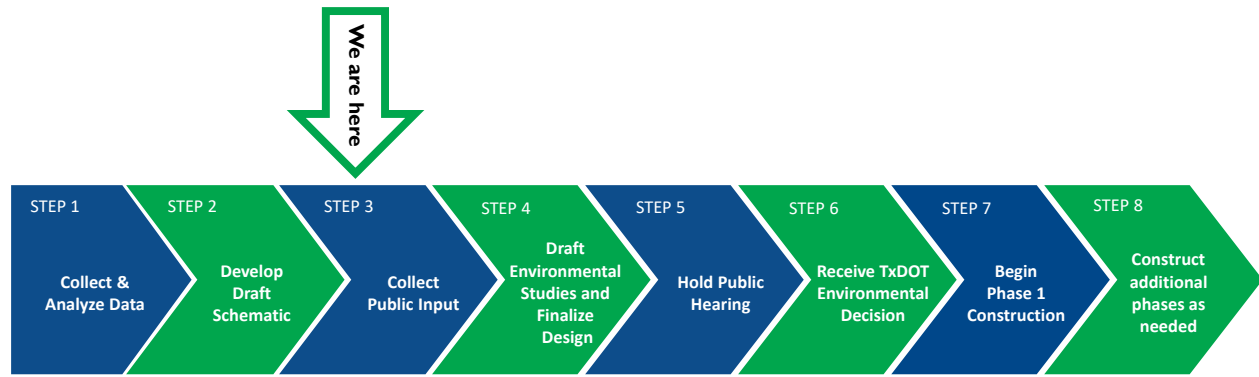 We are here
STEP 1
Collect &
Analyze Data
STEP 2
Develop
Draft
Schematic
STEP 3
Collect
Public Input
STEP 4
Draft
Environmental
Studies and
Finalize
Design
STEP 5
Hold Public
Hearing
STEP 6
Receive TxDOT
Environmental
Decision
STEP 7
Begin
Phase 1
Construction
STEP 8
Construct
additional
phases as
needed